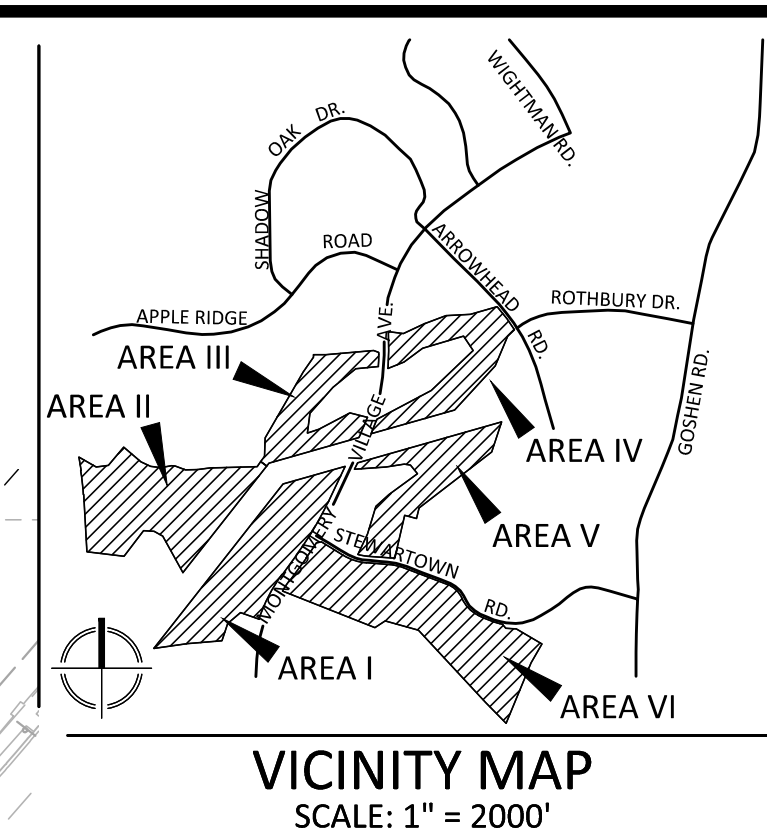 WIGHTMAN RD.
SHADOW OAK DR.
ARROWHEAD RD.
APPLE RIDGE ROAD
ROTHBURY DR.
GOSHEN RD.
MONTGOMERY VILLAGE AVE.
AREA III
AREA II
AREA IV
AREA V
STEWARTOWN RD.
AREA I
AREA VI
VICINITY MAP
SCALE: 1" = 2000'